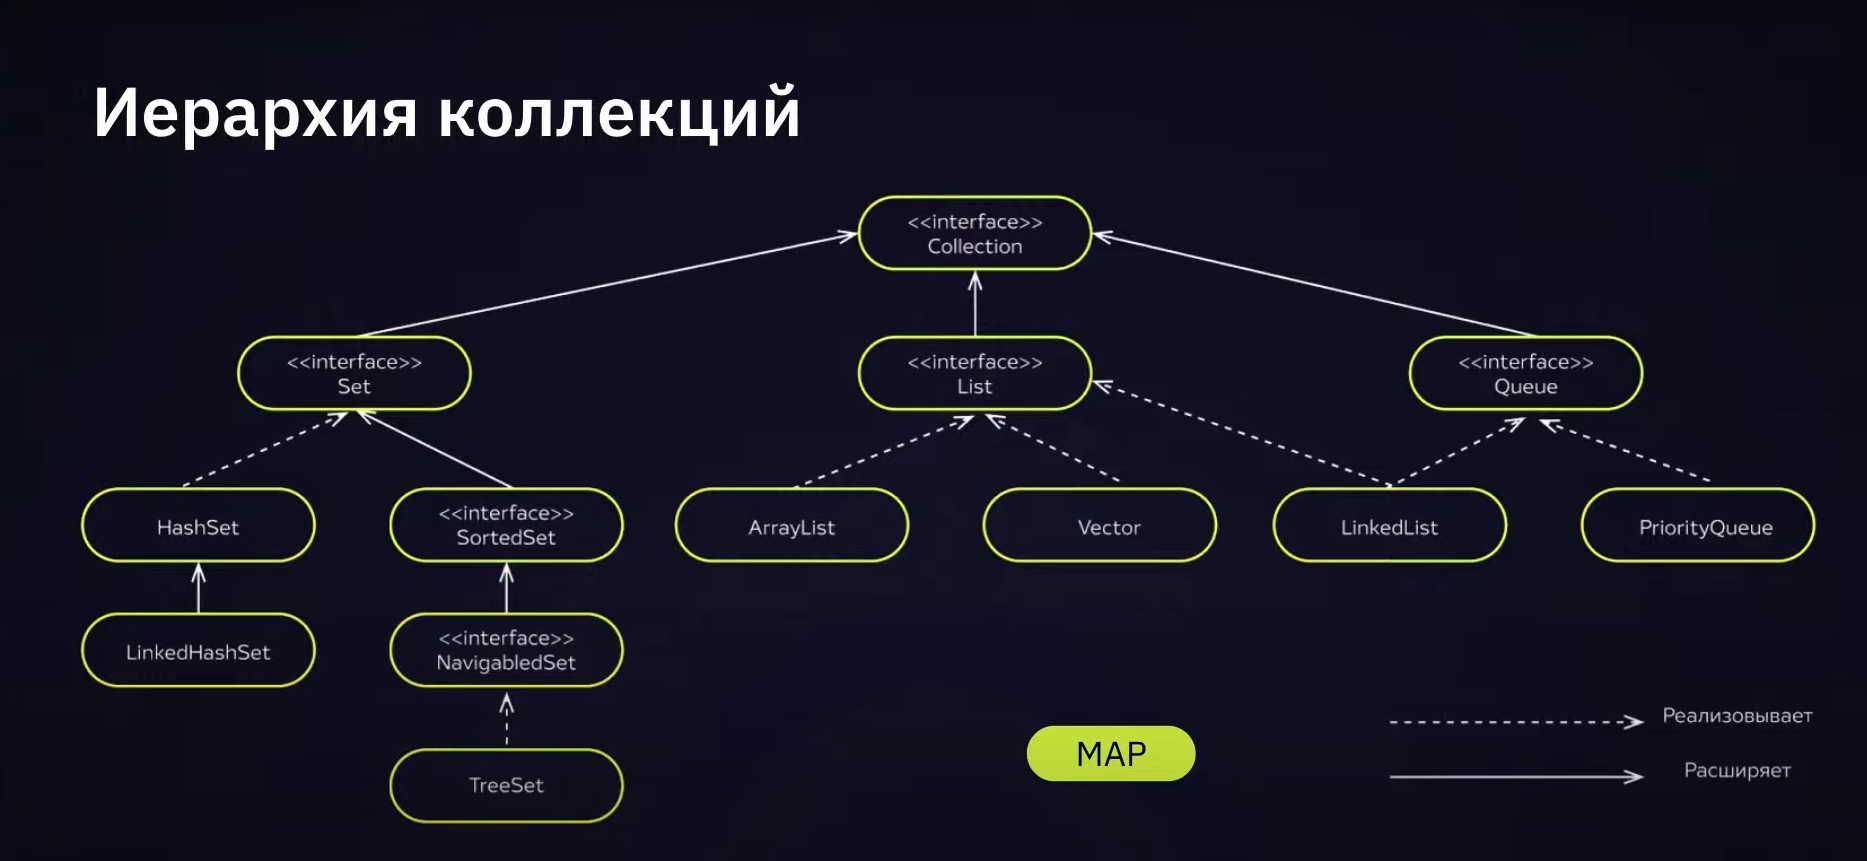 Иерархия коллекций
<<interface>>
Collection
<<interface>>
Set
<<interface>>
List
<<interface>>
Queue
HashSet
<<interface>>
SortedSet
ArrayList
Vector
LinkedList
PriorityQueue
LinkedHashSet
<<interface>>
NavigabledSet
TreeSet
MAP
Реализовывает
Расширяет